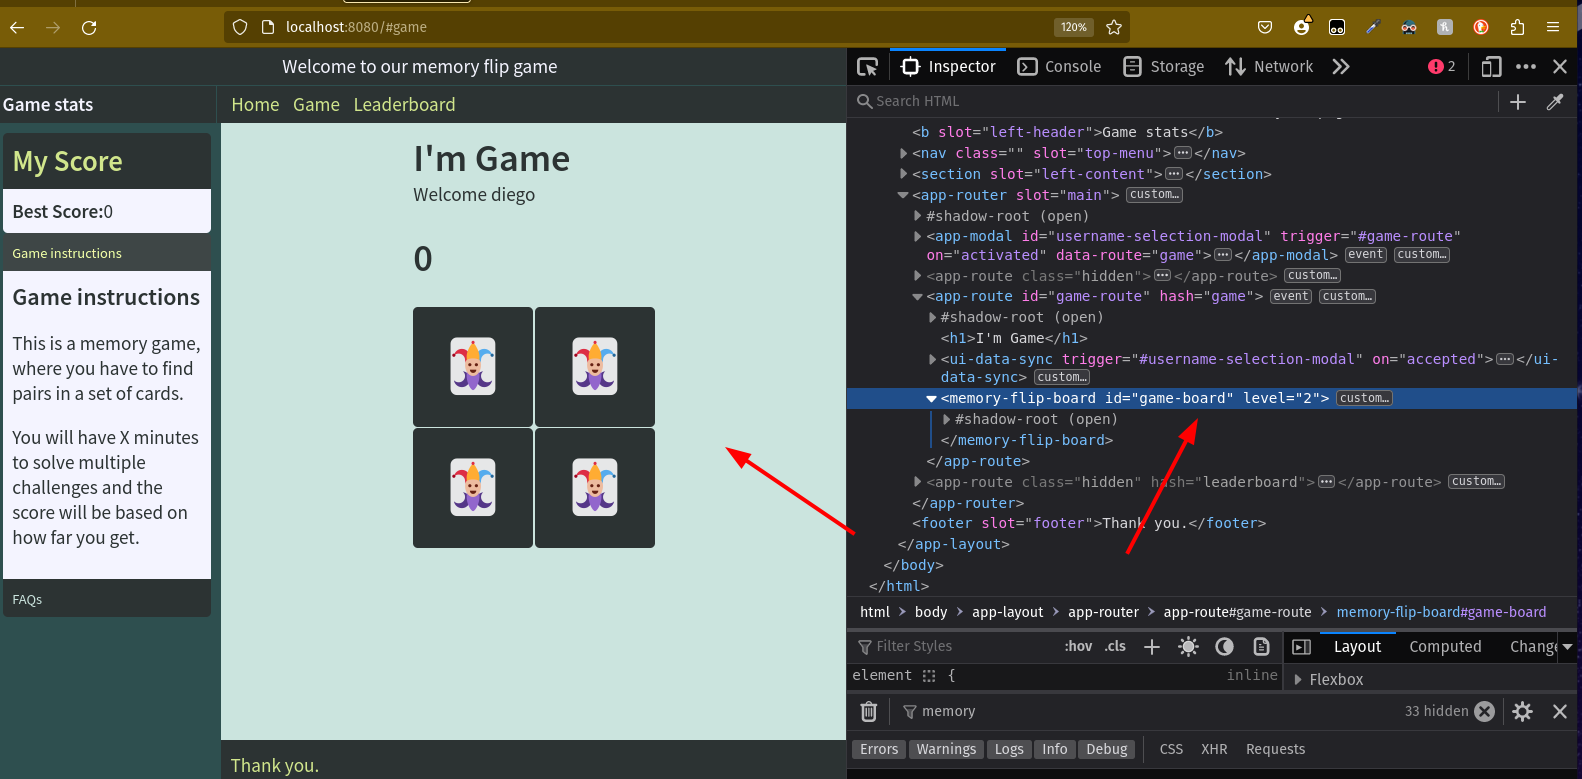 localhost:8080/#game
120%
Welcome to our memory flip game
Game stats
Home Game Leaderboard
My Score
Best Score:0
Game instructions
Game instructions
This is a memory game,
where you have to find
pairs in a set of cards.
You will have X minutes
to solve multiple
challenges and the
score will be based on
how far you get.
FAQs
I'm Game
Welcome diego
0
Thank you.
Inspector Console Storage Network 2
Search HTML
<b slot="left-header">Game stats</b>
<nav class="" slot="top-menu"></nav>
<section slot="left-content"></section>
<app-router slot="main"> custom…
#shadow-root (open)
<app-modal id="username-selection-modal" trigger="#game-route"
on="activated" data-route="game"></app-modal> event custom…
<app-route class="hidden"></app-route> custom…
<app-route id="game-route" hash="game"> event custom…
#shadow-root (open)
<h1>I'm Game</h1>
<ui-data-sync trigger="#username-selection-modal" on="accepted"></ui-
data-sync> custom…
<memory-flip-board id="game-board" level="2"> custom…
#shadow-root (open)
</memory-flip-board>
</app-route>
<app-route class="hidden" hash="leaderboard"></app-route> custom…
</app-router>
<footer slot="footer">Thank you.</footer>
</app-layout>
</body>
</html>
html body app-layout app-router app-route#game-route memory-flip-board#game-board
Filter Styles :hov .cls
Layout Computed Change
element { inline
Flexbox
memory 33 hidden
Errors Warnings Logs Info Debug CSS XHR Requests